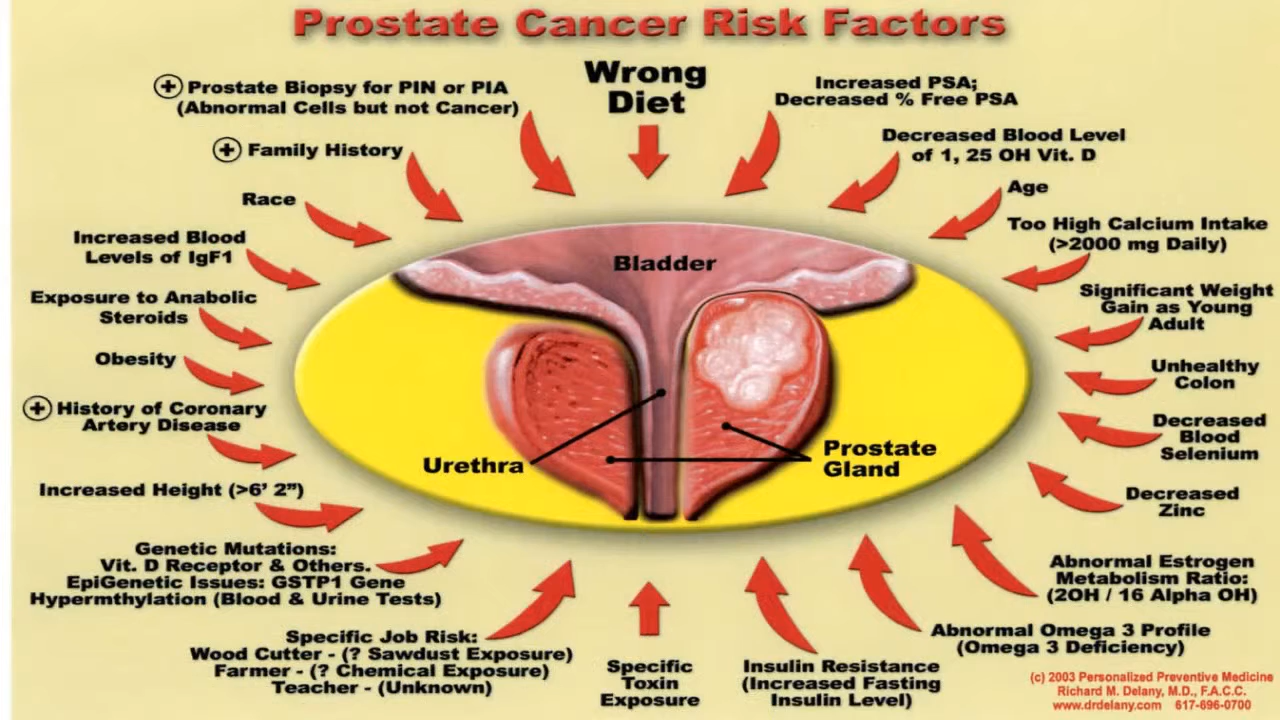 Prostate Cancer Risk Factors
Wrong
Diet
⊕ Prostate Biopsy for PIN or PIA
(Abnormal Cells but not Cancer)
⊕ Family History
Race
Increased Blood
Levels of IgF1
Exposure to Anabolic
Steroids
Obesity
⊕ History of Coronary
Artery Disease
Increased Height (>6' 2")
Genetic Mutations:
Vit. D Receptor & Others.
EpiGenetic Issues: GSTP1 Gene
Hypermthylation (Blood & Urine Tests)
Specific Job Risk:
Wood Cutter - (? Sawdust Exposure)
Farmer - (? Chemical Exposure)
Teacher - (Unknown)
Specific
Toxin
Exposure
Insulin Resistance
(Increased Fasting
Insulin Level)
Abnormal Omega 3 Profile
(Omega 3 Deficiency)
Abnormal Estrogen
Metabolism Ratio:
(2OH / 16 Alpha OH)
Decreased
Zinc
Decreased
Blood
Selenium
Unhealthy
Colon
Significant Weight
Gain as Young
Adult
Too High Calcium Intake
(>2000 mg Daily)
Age
Decreased Blood Level
of 1, 25 OH Vit. D
Increased PSA;
Decreased % Free PSA
Bladder
Urethra
Prostate
Gland
(c) 2003 Personalized Preventive Medicine
Richard M. Delany, M.D., F.A.C.C.
www.drdelany.com 617-696-0700